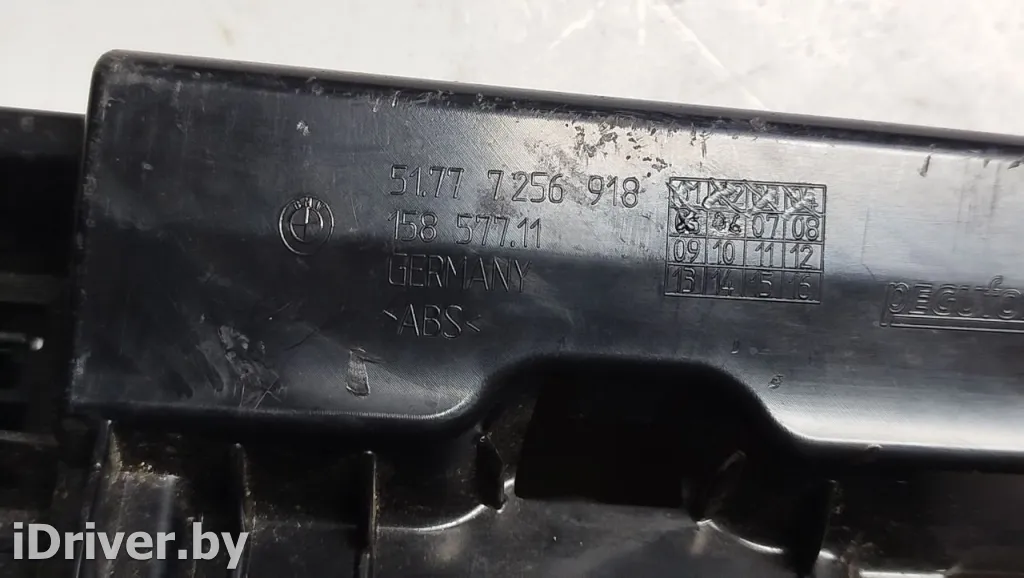 51.77 7.256 918
158 577.11
GERMANY
>ABS<
07 08
09 10 11 12
13 14 15 16
iDriver.by